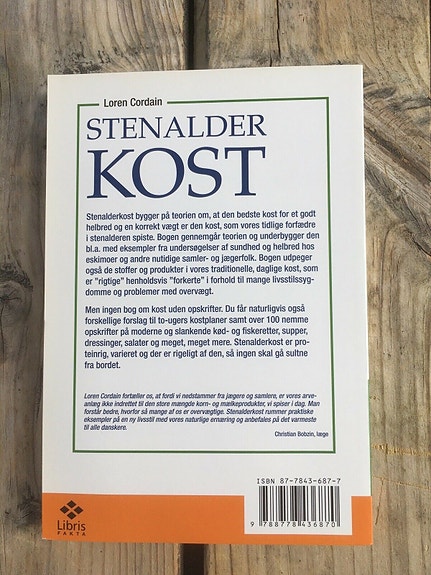 Loren Cordain
STENALDER
KOST
Stenalderkost bygger på teorien om, at den bedste kost for et godt
helbred og en korrekt vægt er den kost, som vores tidlige forfædre
i stenalderen spiste. Bogen gennemgår teorien og underbygger den
bl.a. med eksempler fra undersøgelser af sundhed og helbred hos
eskimoer og andre nutidige samler- og jægerfolk. Bogen udpeger
også de stoffer og produkter i vores traditionelle, daglige kost, som
er "rigtige" henholdsvis "forkerte" i forhold til mange livsstilssyg-
domme og problemer med overvægt.
Men ingen bog om kost uden opskrifter. Du får naturligvis også
forskellige forslag til to-ugers kostplaner samt over 100 nemme
opskrifter på moderne og slankende kød- og fiskeretter, supper,
dressinger, salater og meget, meget mere. Stenalderkost er pro-
teinrig, varieret og der er rigeligt af den, så ingen skal gå sultne
fra bordet.
Loren Cordain fortæller os, at fordi vi nedstammer fra jægere og samlere, er vores arve-
anlæg ikke indrettet til den store mængde korn- og mælkeprodukter, vi spiser i dag. Man
forstår bedre, hvorfor så mange af os er overvægtige. Stenalderkost rummer praktiske
eksempler på en ny livsstil med vores naturlige ernæring og anbefales på det varmeste
til alle danskere.
Christian Bobzin, læge
ISBN 87-7843-687-7
9 788778 436870
Libris
FAKTA